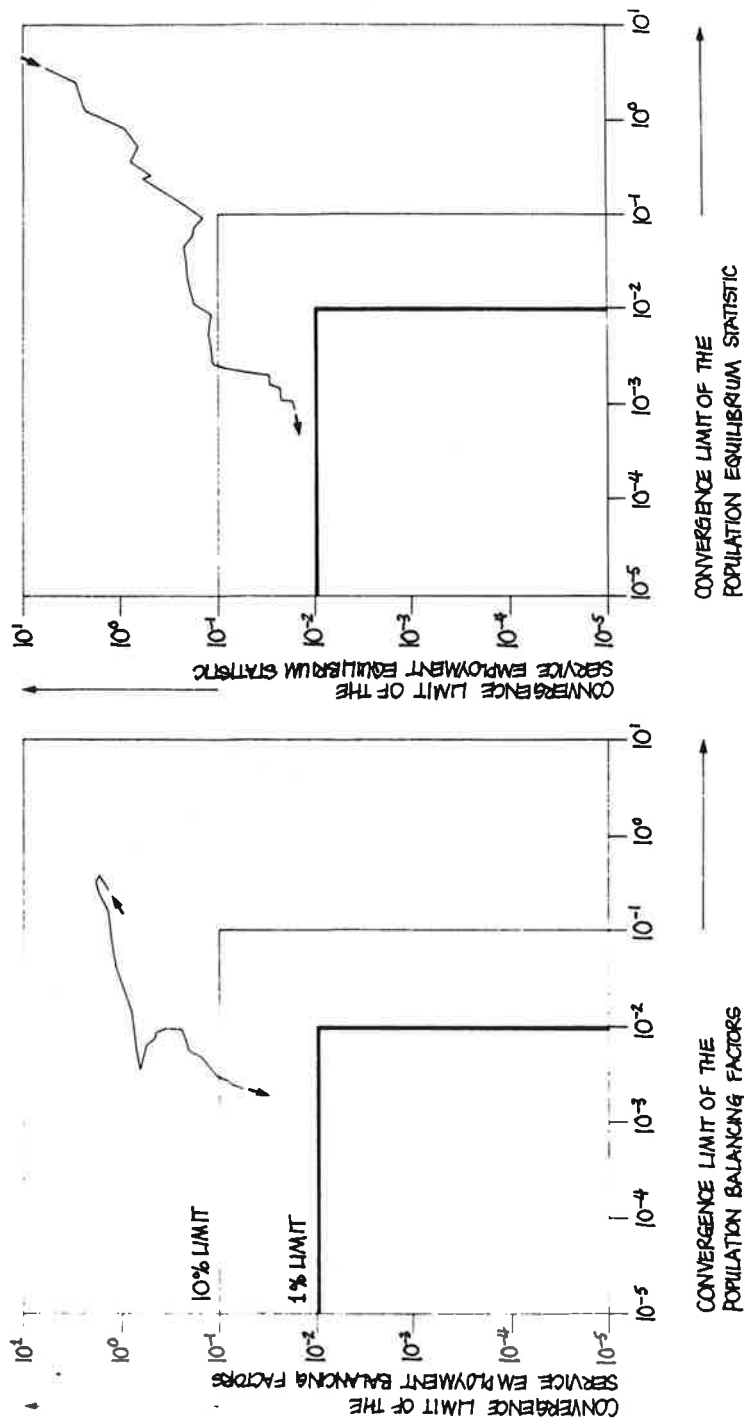 CONVERGENCE LIMIT OF THE
SERVICE EMPLOYMENT BALANCING FACTORS
10¹
10⁰
10⁻¹
10⁻²
10⁻³
10⁻⁴
10⁻⁵
10% LIMIT
1% LIMIT
10⁻⁵
10⁻⁴
10⁻³
10⁻²
10⁻¹
10⁰
10¹
CONVERGENCE LIMIT OF THE
POPULATION BALANCING FACTORS
CONVERGENCE LIMIT OF THE
SERVICE EMPLOYMENT EQUILIBRIUM STATISTIC
10¹
10⁰
10⁻¹
10⁻²
10⁻³
10⁻⁴
10⁻⁵
10⁻⁵
10⁻⁴
10⁻³
10⁻²
10⁻¹
10⁰
10¹
CONVERGENCE LIMIT OF THE
POPULATION EQUILIBRIUM STATISTIC